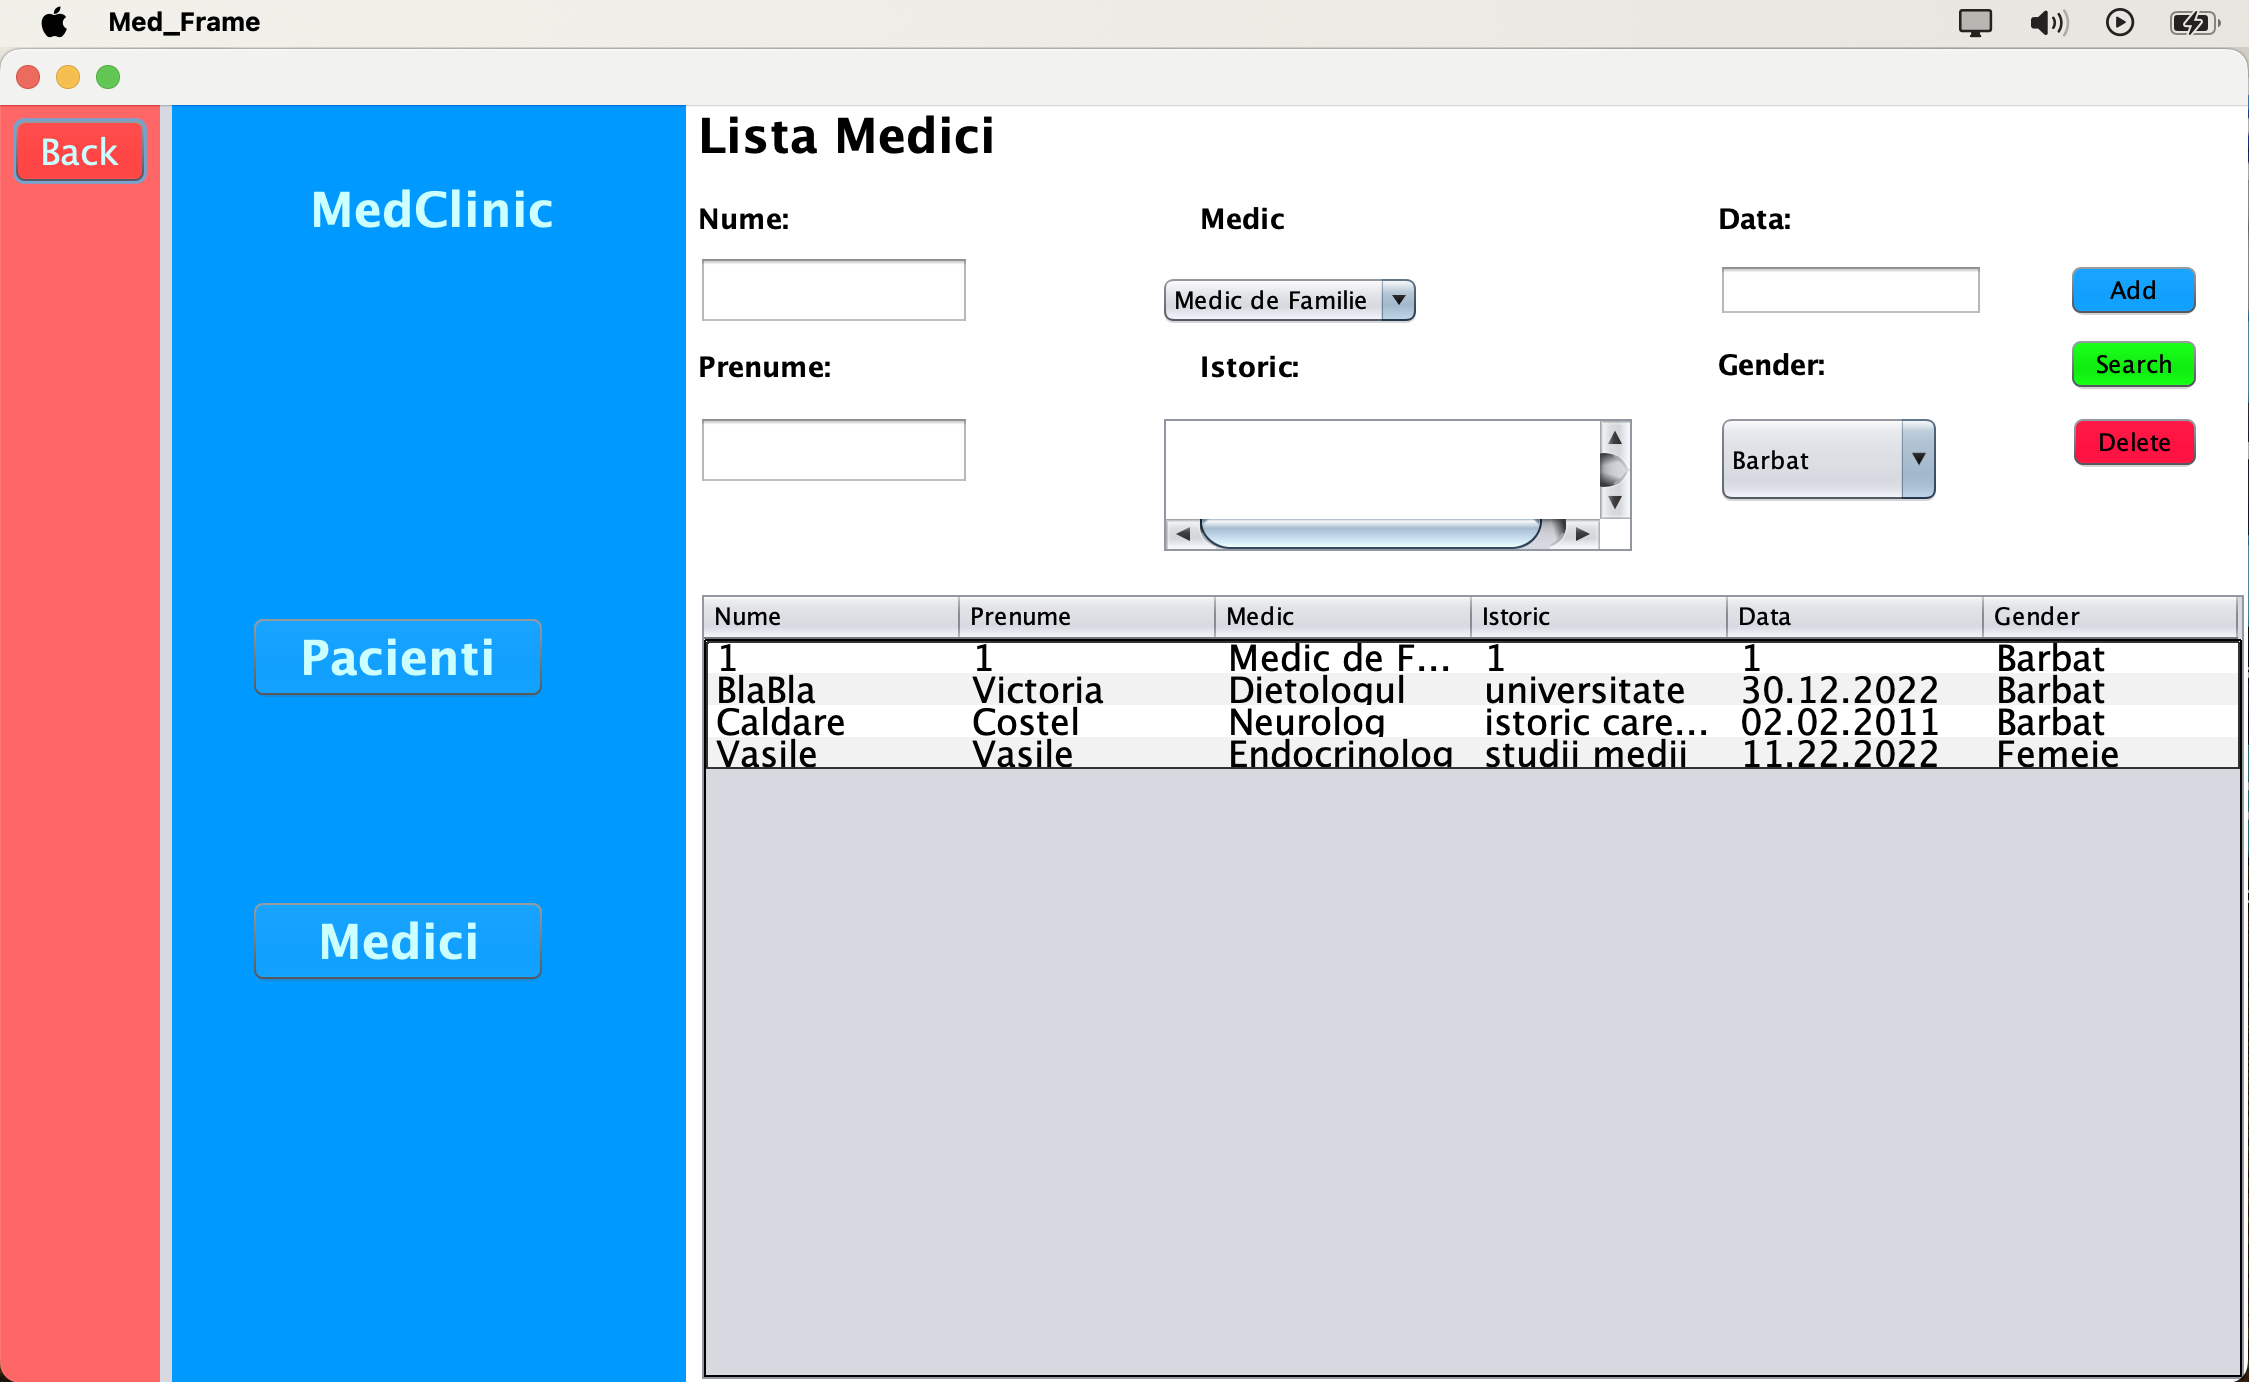 Med_Frame
Back
MedClinic
Pacienti
Medici
Lista Medici
Nume:
Medic
Data:
Medic de Familie
Add
Prenume:
Istoric:
Gender:
Search
Barbat
Delete
Nume Prenume Medic Istoric Data Gender
1 1 Medic de F... 1 1 Barbat
BlaBla Victoria Dietologul universitate 30.12.2022 Barbat
Caldare Costel Neurolog istoric care... 02.02.2011 Barbat
Vasile Vasile Endocrinolog studii medii 11.22.2022 Femeie